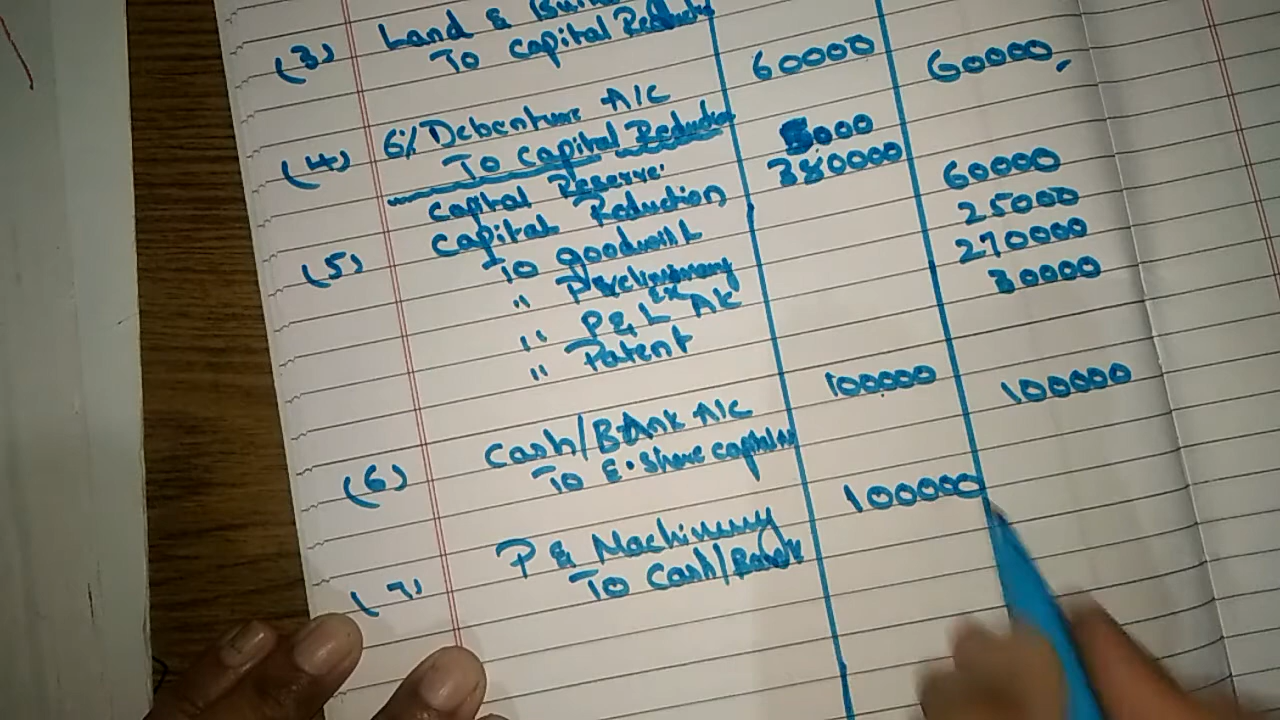 (3) Land & Buil
To Capital Reduction 60000 60000
(4) 6% Debenture A/C
To Capital Reduction
Capital Reserve 5000
(5) Capital Reduction 380000
To goodwill 60000
" Preliminary Ex 25000
" P&L A/c 270000
" Patent 30000
(6) Cash/Bank A/C 100000
To E. Share capital A/c 100000
(7) P & Machinery 100000
To Cash/Bank